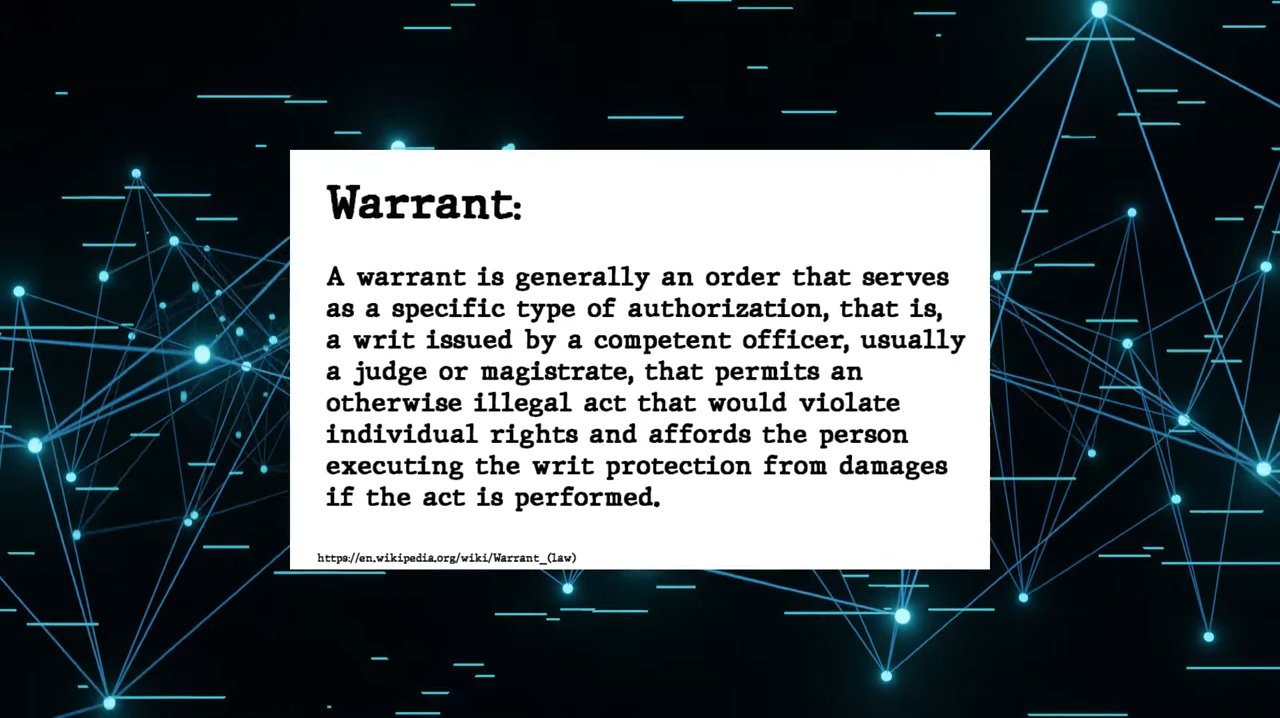 Warrant:
A warrant is generally an order that serves
as a specific type of authorization, that is,
a writ issued by a competent officer, usually
a judge or magistrate, that permits an
otherwise illegal act that would violate
individual rights and affords the person
executing the writ protection from damages
if the act is performed.
https://en.wikipedia.org/wiki/Warrant_(law)